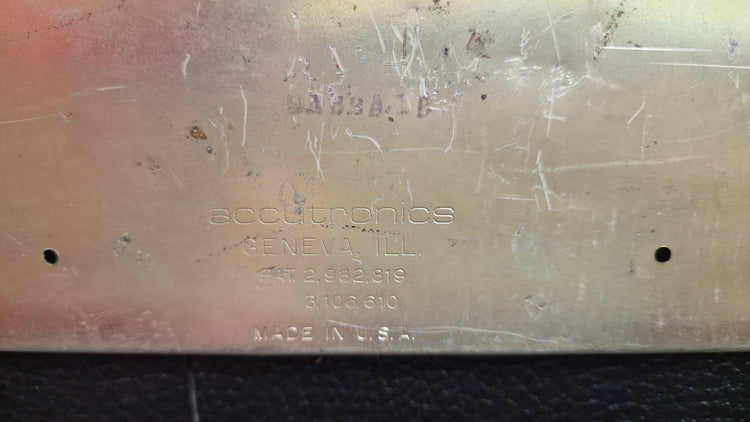 accutronics
GENEVA, ILL.
PAT 2,982,819
3,106,610
MADE IN U.S.A.